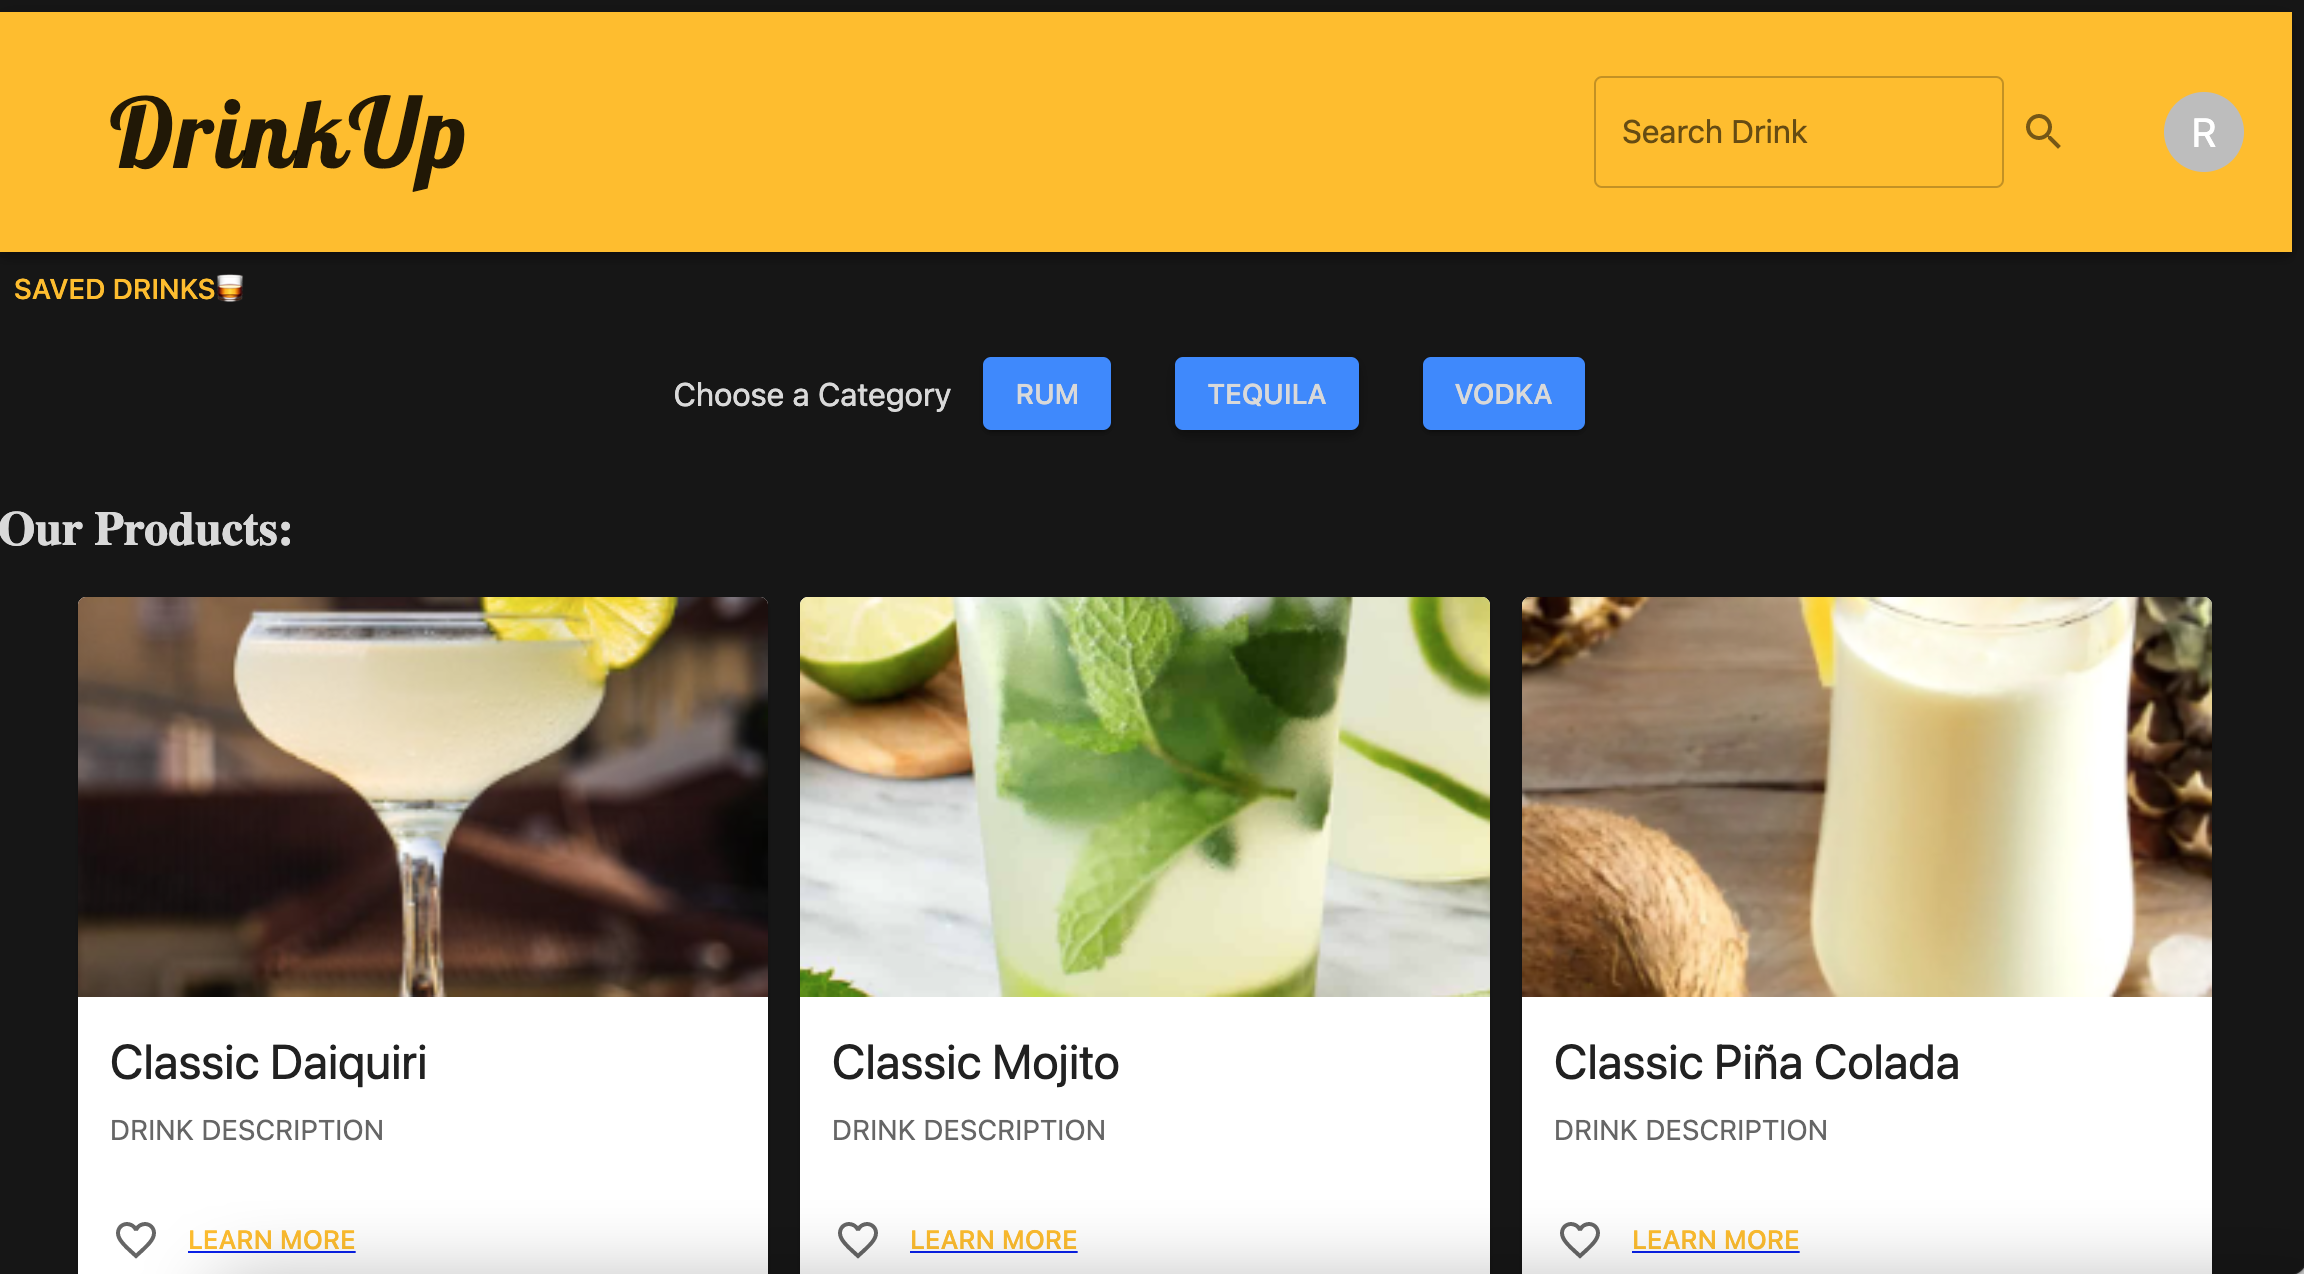 DrinkUp
Search Drink
R
SAVED DRINKS🥃
Choose a Category RUM TEQUILA VODKA
Our Products:
Classic Daiquiri
DRINK DESCRIPTION
LEARN MORE
Classic Mojito
DRINK DESCRIPTION
LEARN MORE
Classic Piña Colada
DRINK DESCRIPTION
LEARN MORE